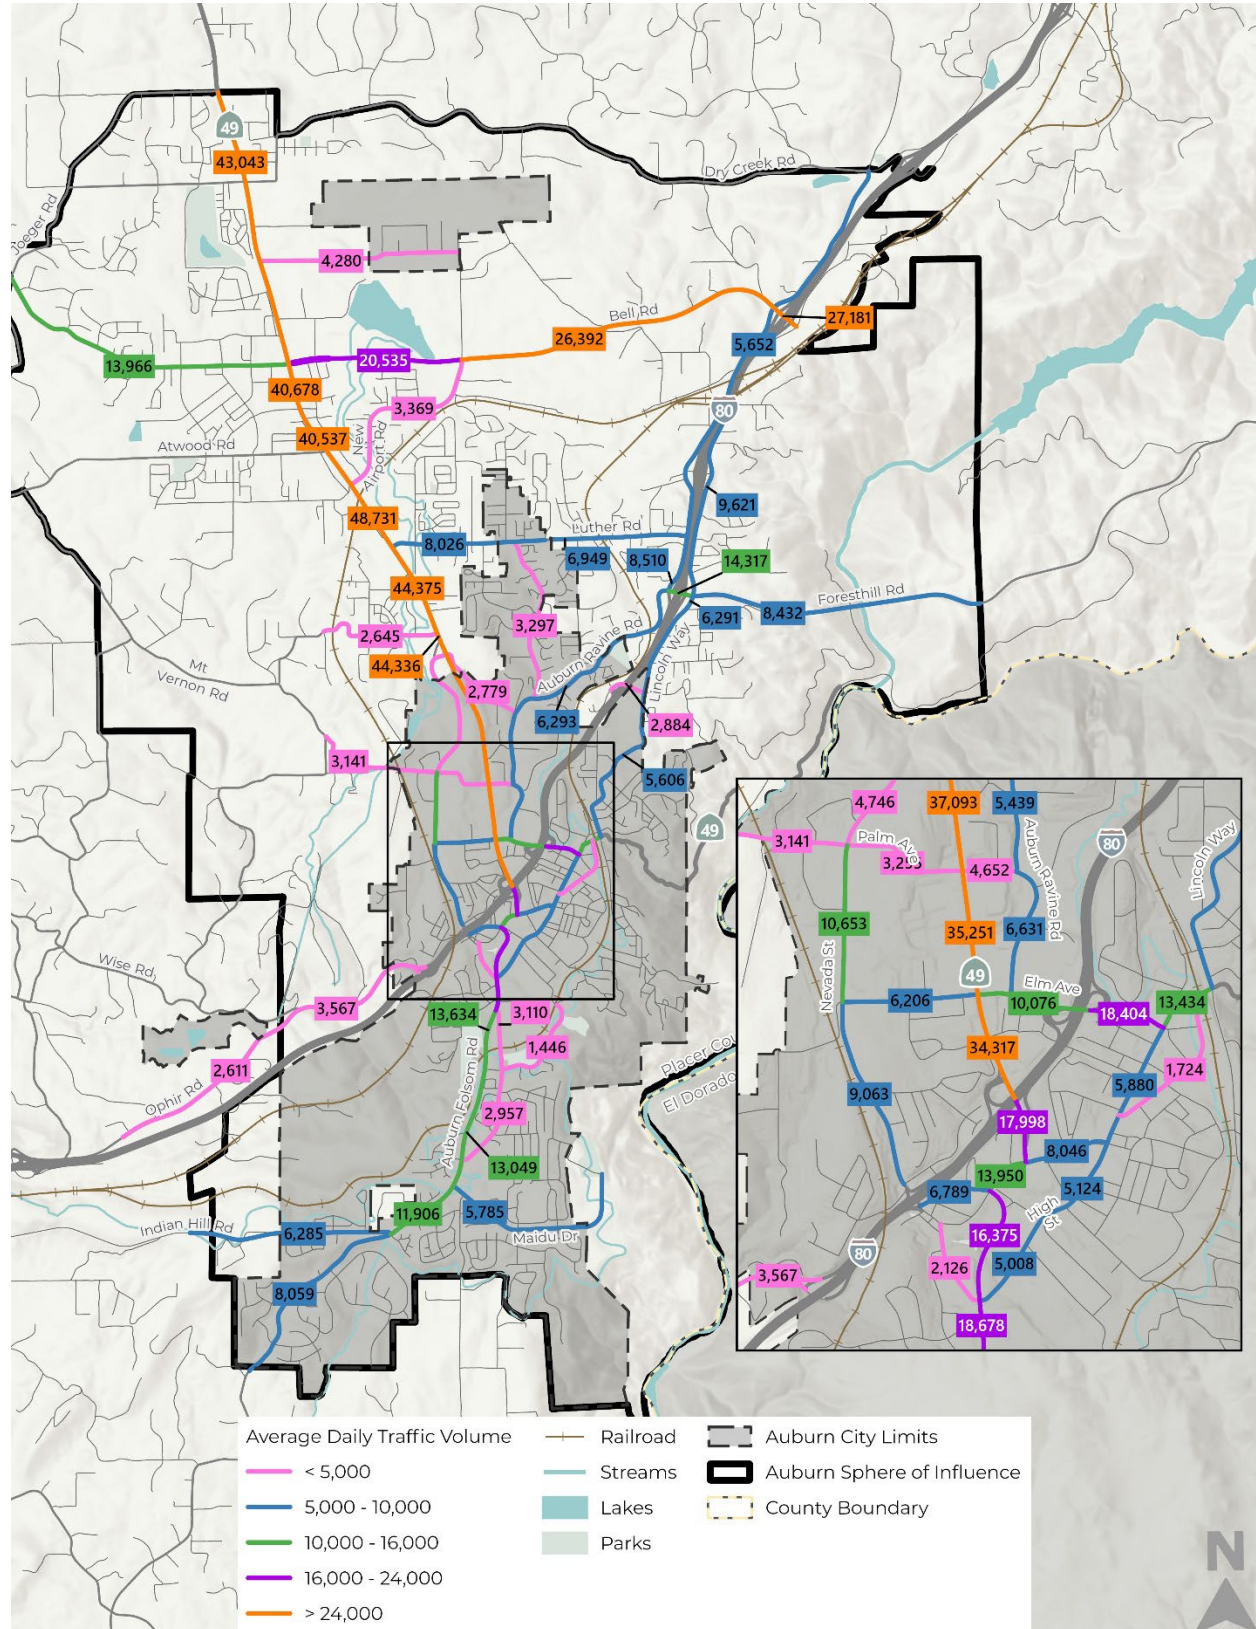 49
43,043
Dry Creek Rd
Joeger Rd
4,280
Bell Rd
27,181
26,392
5,652
13,966
20,535
40,678
3,369
80
40,537
Atwood Rd
New
Airport Rd
9,621
48,731
Luther Rd
8,026
6,949
8,510
14,317
44,375
Foresthill Rd
8,432
6,291
3,297
2,645
Auburn Ravine Rd
Lincoln Way
44,336
Mt
Vernon Rd
2,779
6,293
2,884
3,141
5,606
49
4,746
37,093
5,439
80
3,141
Palm Ave
4,652
Auburn Ravine Rd
Lincoln Way
10,653
35,251
6,631
Nevada St
49
Elm Ave
6,206
10,076
18,404
13,434
34,317
1,724
5,880
9,063
17,998
8,046
13,950
6,789
5,124
High
St
16,375
80
2,126
5,008
3,567
18,678
Wise Rd
3,567
13,634
3,110
1,446
2,611
Placer
El Dorado
Ophir Rd
Auburn Folsom Rd
2,957
13,049
11,906
5,785
Indian Hill Rd
6,285
Maidu Dr
8,059
Average Daily Traffic Volume
< 5,000
5,000 - 10,000
10,000 - 16,000
16,000 - 24,000
> 24,000
Railroad
Streams
Lakes
Parks
Auburn City Limits
Auburn Sphere of Influence
County Boundary
N